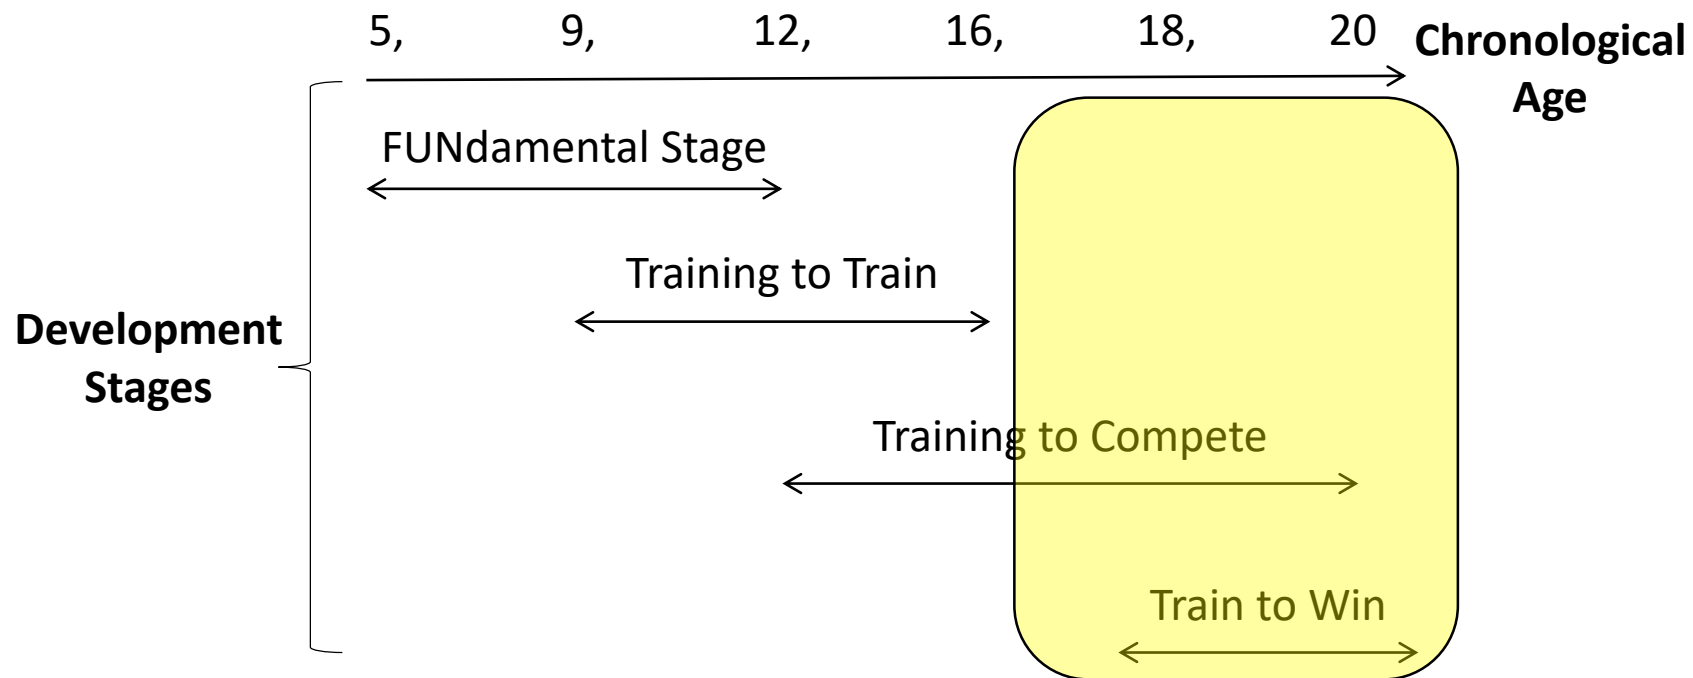 5, 9, 12, 16, 18, 20
Chronological
Age
FUNdamental Stage
Training to Train
Development
Stages
Training to Compete
Train to Win